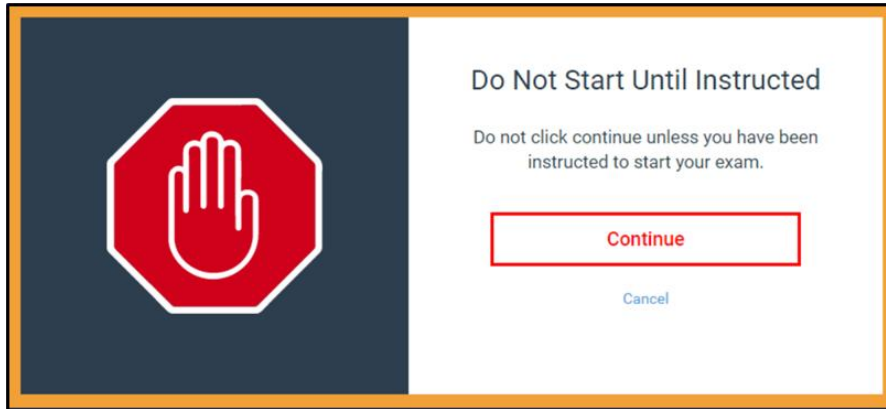 Do Not Start Until Instructed
Do not click continue unless you have been
instructed to start your exam.
Continue
Cancel